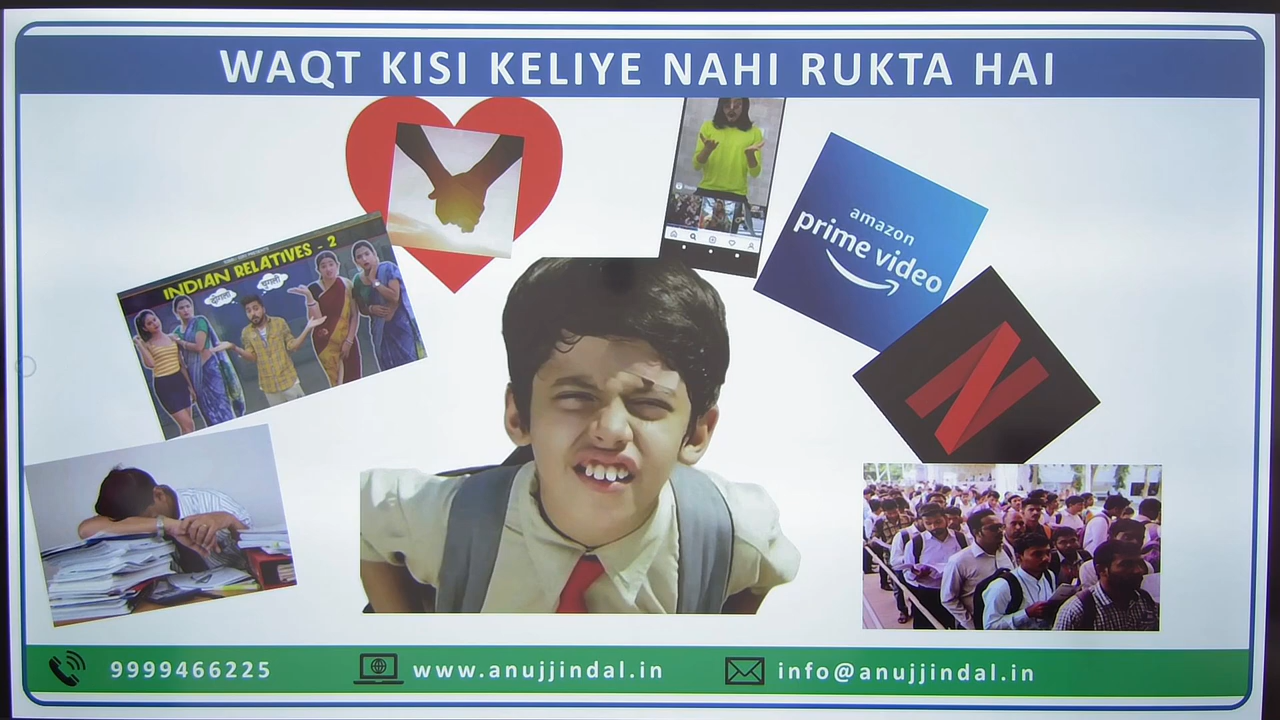 WAQT KISI KELIYE NAHI RUKTA HAI
INDIAN RELATIVES - 2
amazon
prime video
N
9999466225
www.anujjindal.in
info@anujjindal.in